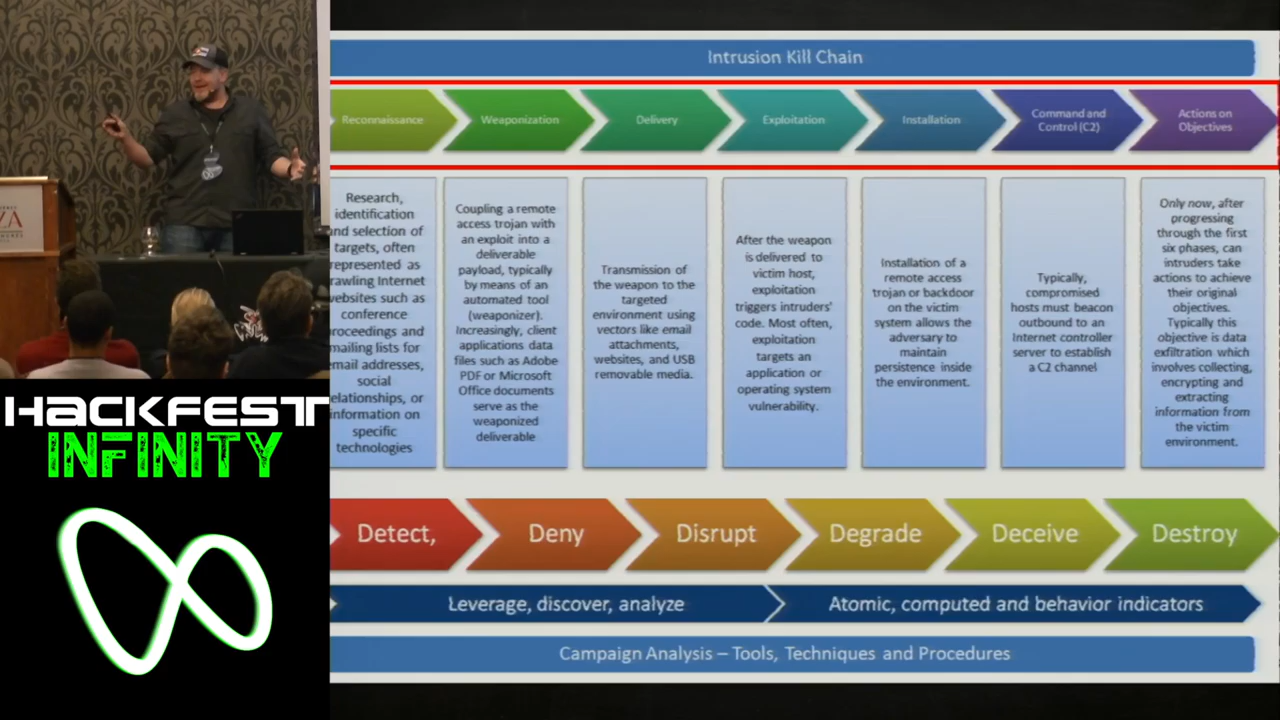 Intrusion Kill Chain
Reconnaissance
Weaponization
Delivery
Exploitation
Installation
Command and
Control (C2)
Actions on
Objectives
Research,
identification
and selection of
targets, often
represented as
rawling Internet
websites such as
conference
proceedings and
mailing lists for
email addresses,
social
relationships, or
information on
specific
technologies
Coupling a remote
access trojan with
an exploit into a
deliverable
payload, typically
by means of an
automated tool
(weaponizer).
Increasingly, client
applications data
files such as Adobe
PDF or Microsoft
Office documents
serve as the
weaponized
deliverable
Transmission of
the weapon to the
targeted
environment using
vectors like email
attachments,
websites, and USB
removable media.
After the weapon
is delivered to
victim host,
exploitation
triggers intruders'
code. Most often,
exploitation
targets an
application or
operating system
vulnerability.
Installation of a
remote access
trojan or backdoor
on the victim
system allows the
adversary to
maintain
persistence inside
the environment.
Typically,
compromised
hosts must beacon
outbound to an
Internet controller
server to establish
a C2 channel
Only now, after
progressing
through the first
six phases, can
intruders take
actions to achieve
their original
objectives.
Typically this
objective is data
exfiltration which
involves collecting,
encrypting and
extracting
information from
the victim
environment.
Detect,
Deny
Disrupt
Degrade
Deceive
Destroy
Leverage, discover, analyze
Atomic, computed and behavior indicators
Campaign Analysis – Tools, Techniques and Procedures
HACKFEST
INFINITY